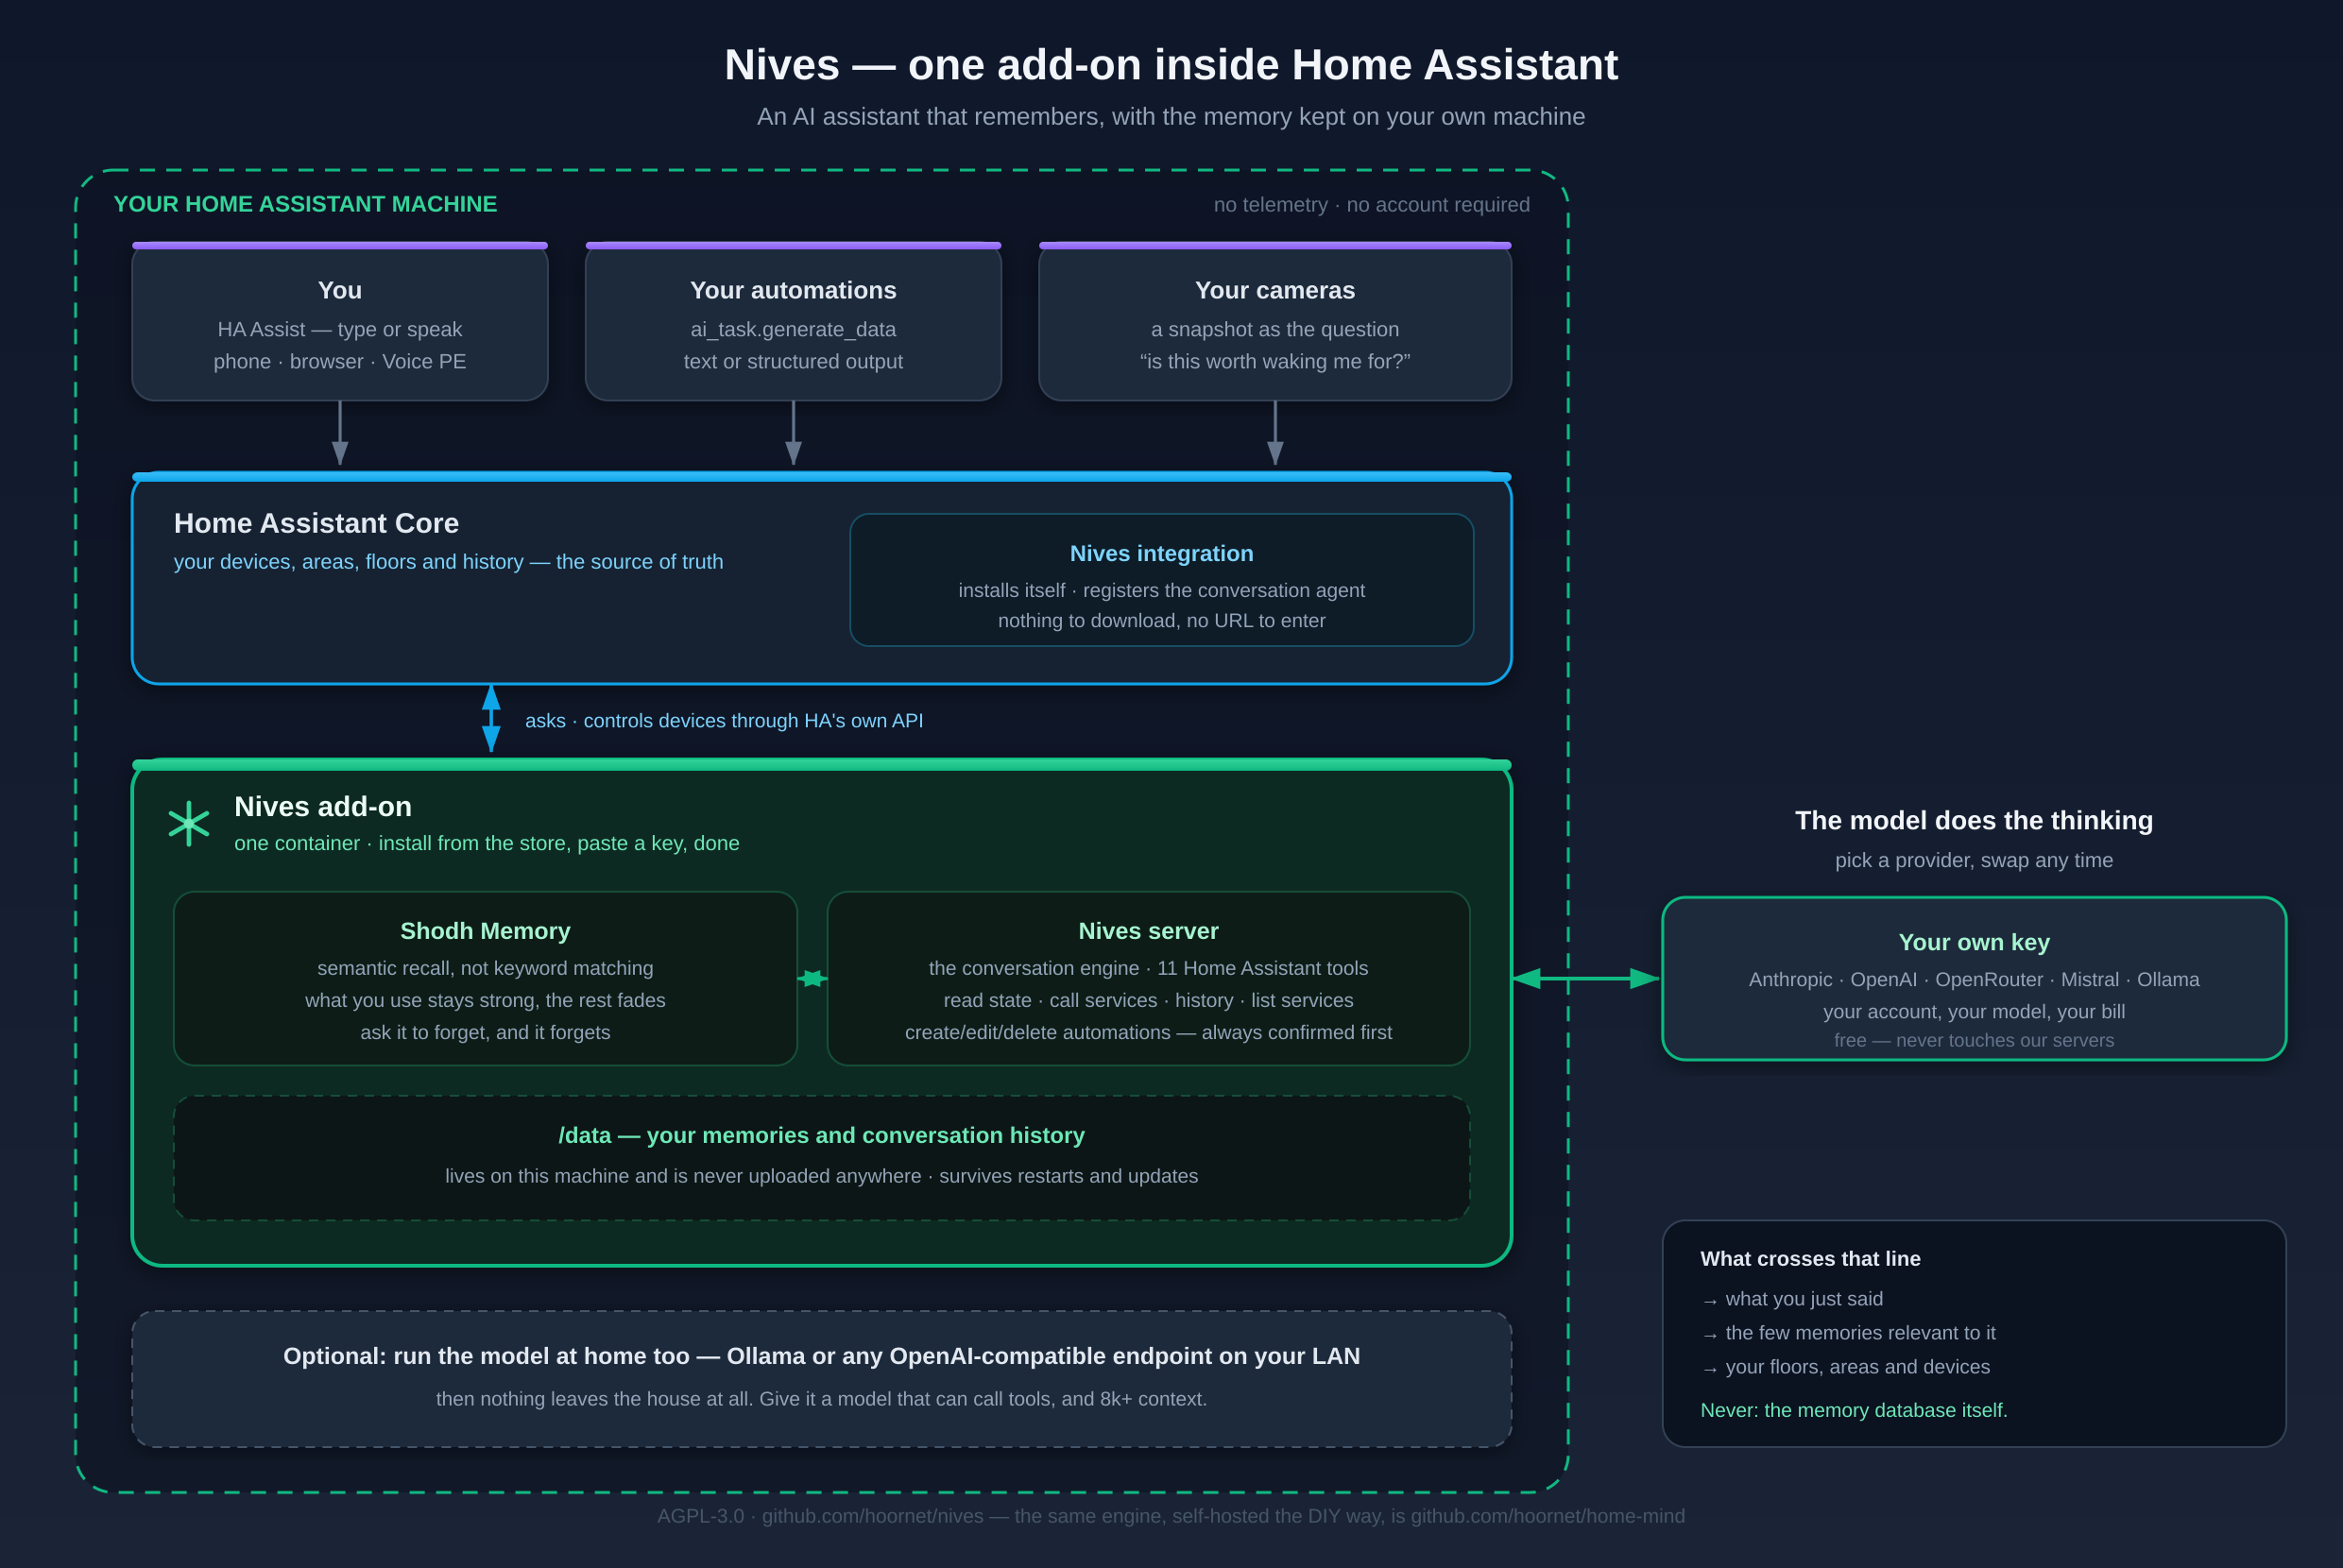 Nives — one add-on inside Home Assistant
An AI assistant that remembers, with the memory kept on your own machine
YOUR HOME ASSISTANT MACHINE
no telemetry · no account required
You
HA Assist — type or speak
phone · browser · Voice PE
Your automations
ai_task.generate_data
text or structured output
Your cameras
a snapshot as the question
“is this worth waking me for?”
Home Assistant Core
your devices, areas, floors and history — the source of truth
Nives integration
installs itself · registers the conversation agent
nothing to download, no URL to enter
asks · controls devices through HA's own API
Nives add-on
one container · install from the store, paste a key, done
Shodh Memory
semantic recall, not keyword matching
what you use stays strong, the rest fades
ask it to forget, and it forgets
Nives server
the conversation engine · 11 Home Assistant tools
read state · call services · history · list services
create/edit/delete automations — always confirmed first
/data — your memories and conversation history
lives on this machine and is never uploaded anywhere · survives restarts and updates
Optional: run the model at home too — Ollama or any OpenAI-compatible endpoint on your LAN
then nothing leaves the house at all. Give it a model that can call tools, and 8k+ context.
The model does the thinking
pick a provider, swap any time
Your own key
Anthropic · OpenAI · OpenRouter · Mistral · Ollama
your account, your model, your bill
free — never touches our servers
What crosses that line
→ what you just said
→ the few memories relevant to it
→ your floors, areas and devices
Never: the memory database itself.
AGPL-3.0 · github.com/hoornet/nives — the same engine, self-hosted the DIY way, is github.com/hoornet/home-mind